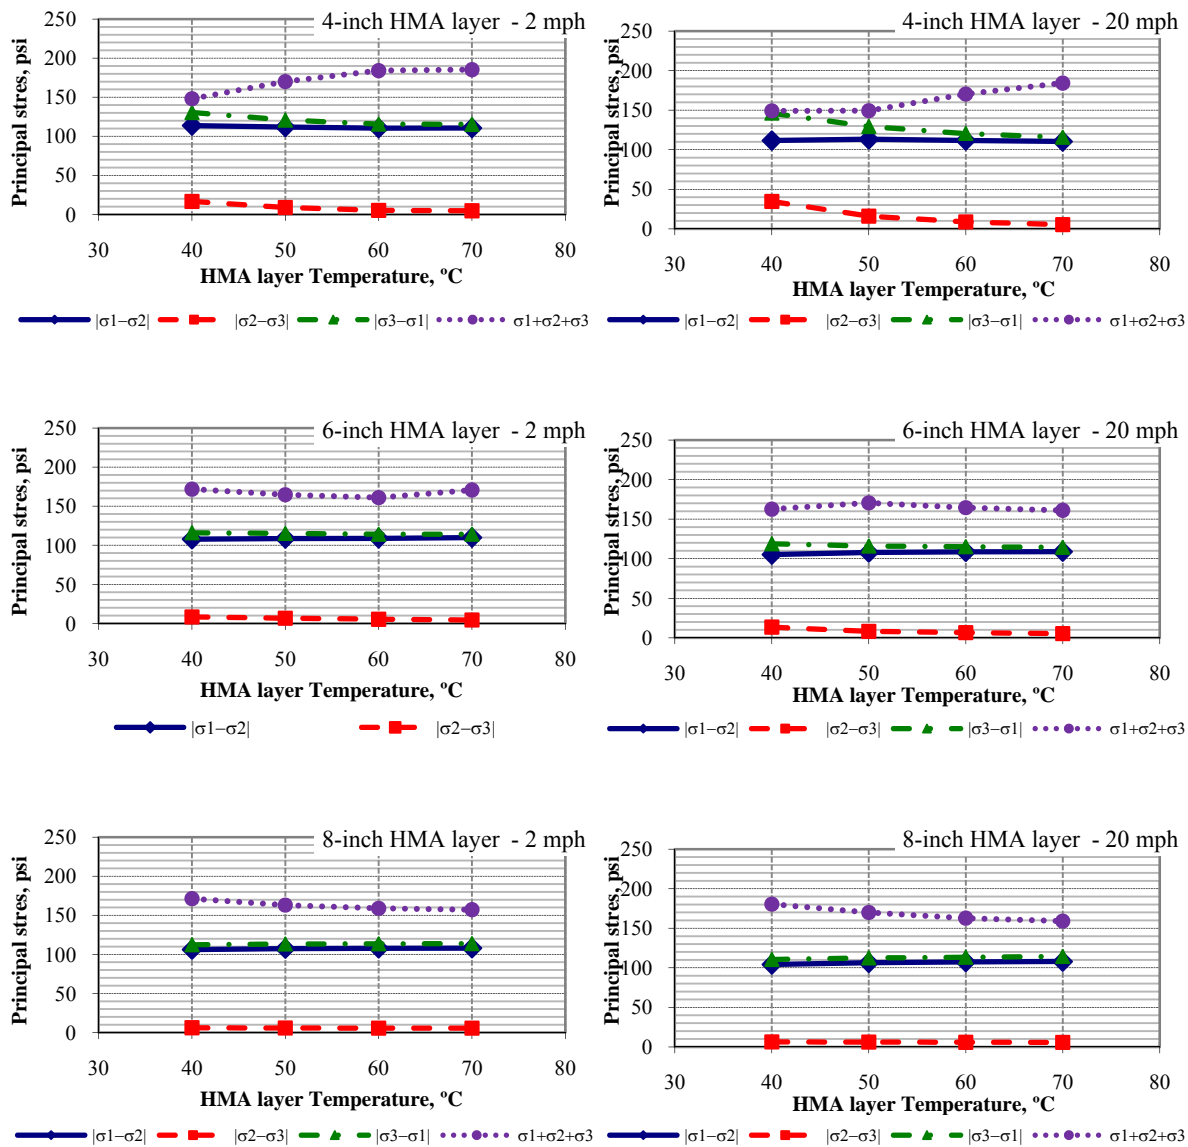 4-inch HMA layer - 2 mph
Principal stres, psi
250
200
150
100
50
0
30 40 50 60 70 80
HMA layer Temperature, ºC
|σ1−σ2| |σ2−σ3| |σ3−σ1| σ1+σ2+σ3
4-inch HMA layer - 20 mph
Principal stres, psi
250
200
150
100
50
0
30 40 50 60 70 80
HMA layer Temperature, ºC
|σ1−σ2| |σ2−σ3| |σ3−σ1| σ1+σ2+σ3
6-inch HMA layer - 2 mph
Principal stres, psi
250
200
150
100
50
0
30 40 50 60 70 80
HMA layer Temperature, ºC
|σ1−σ2| |σ2−σ3|
6-inch HMA layer - 20 mph
Principal stres, psi
250
200
150
100
50
0
30 40 50 60 70 80
HMA layer Temperature, ºC
|σ1−σ2| |σ2−σ3| |σ3−σ1| σ1+σ2+σ3
8-inch HMA layer - 2 mph
Principal stres, psi
250
200
150
100
50
0
30 40 50 60 70 80
HMA layer Temperature, ºC
|σ1−σ2| |σ2−σ3| |σ3−σ1| σ1+σ2+σ3
8-inch HMA layer - 20 mph
Principal stres, psi
250
200
150
100
50
0
30 40 50 60 70 80
HMA layer Temperature, ºC
|σ1−σ2| |σ2−σ3| |σ3−σ1| σ1+σ2+σ3